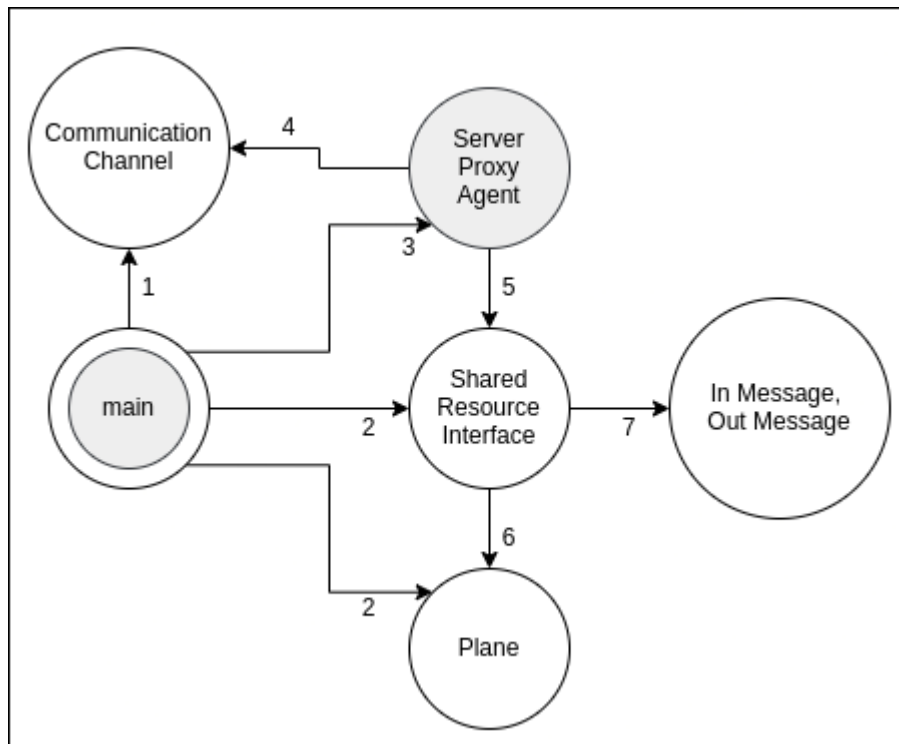 Communication
Channel
4
Server
Proxy
Agent
3
1
5
main
2
Shared
Resource
Interface
7
In Message,
Out Message
6
2
Plane